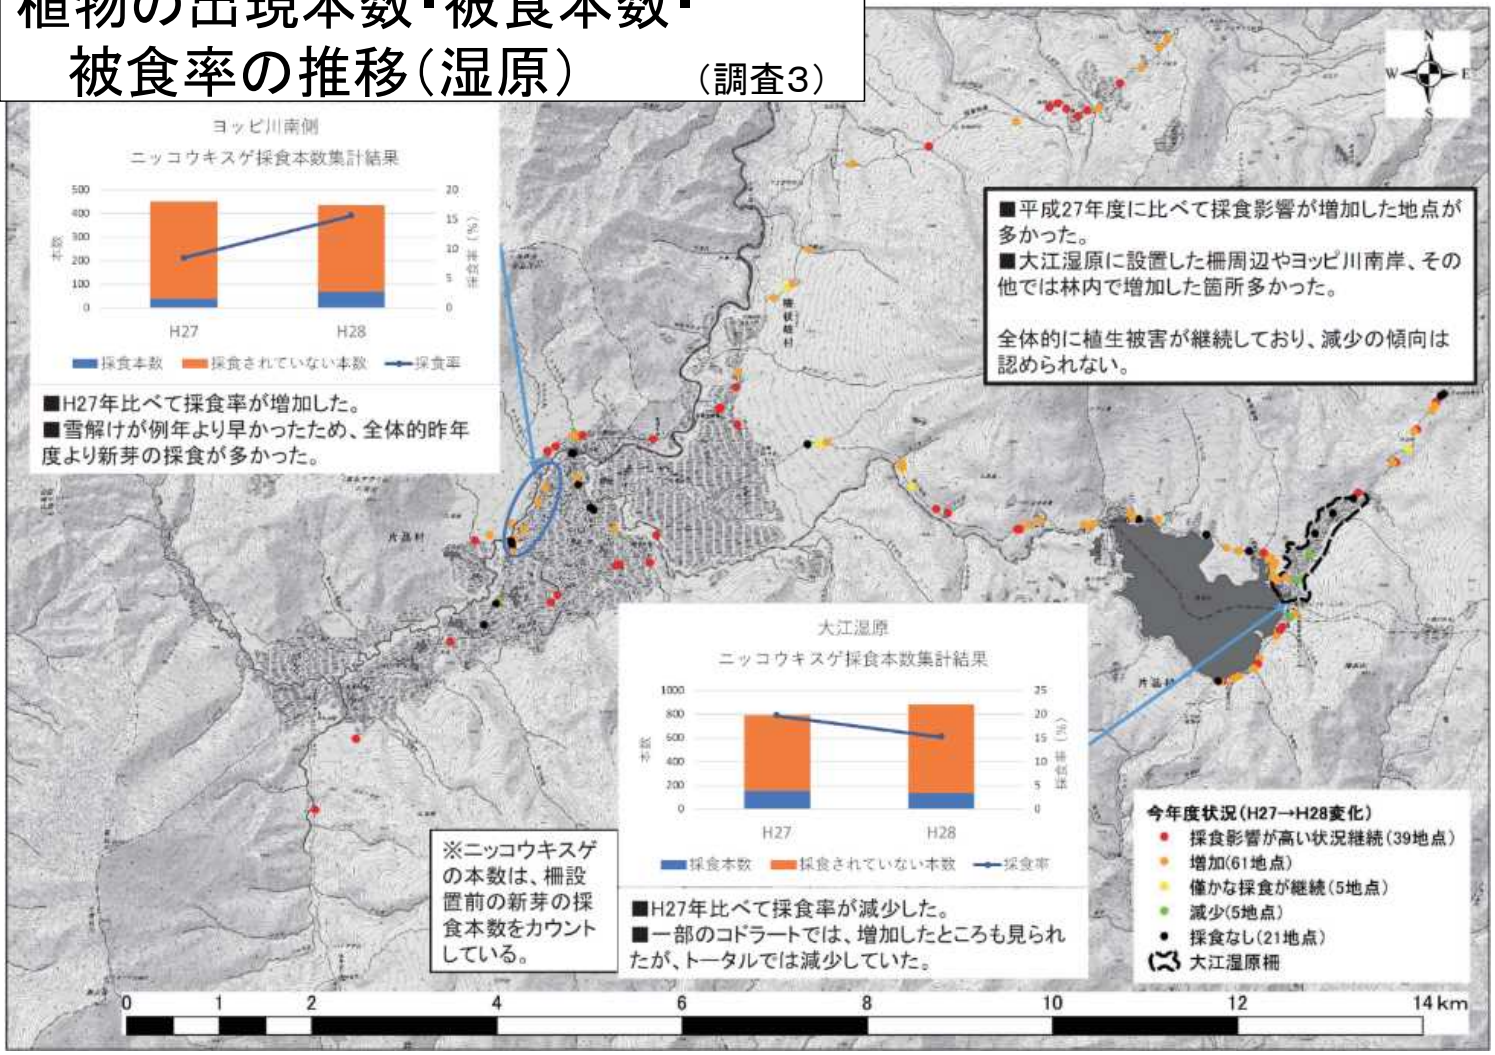 植物の出現本数・被食本数・
被食率の推移(湿原) (調査3)
N
W E
S
ヨッピ川南側
ニッコウキスゲ採食本数集計結果
500
400
300
200
100
0
本数
20
15
10
5
0
採食率(%)
H27 H28
採食本数 採食されていない本数 採食率
■H27年比べて採食率が増加した。
■雪解けが例年より早かったため、全体的昨年
度より新芽の採食が多かった。
■平成27年度に比べて採食影響が増加した地点が
多かった。
■大江湿原に設置した柵周辺やヨッピ川南岸、その
他では林内で増加した箇所多かった。
全体的に植生被害が継続しており、減少の傾向は
認められない。
檜枝岐村
片品村
片品村
大江湿原
ニッコウキスゲ採食本数集計結果
1000
800
600
400
200
0
本数
25
20
15
10
5
0
採食率(%)
H27 H28
採食本数 採食されていない本数 採食率
■H27年比べて採食率が減少した。
■一部のコドラートでは、増加したところも見られ
たが、トータルでは減少していた。
※ニッコウキスゲ
の本数は、柵設
置前の新芽の採
食本数をカウント
している。
今年度状況(H27→H28変化)
採食影響が高い状況継続(39地点)
増加(61地点)
僅かな採食が継続(5地点)
減少(5地点)
採食なし(21地点)
大江湿原柵
0 1 2 4 6 8 10 12 14km